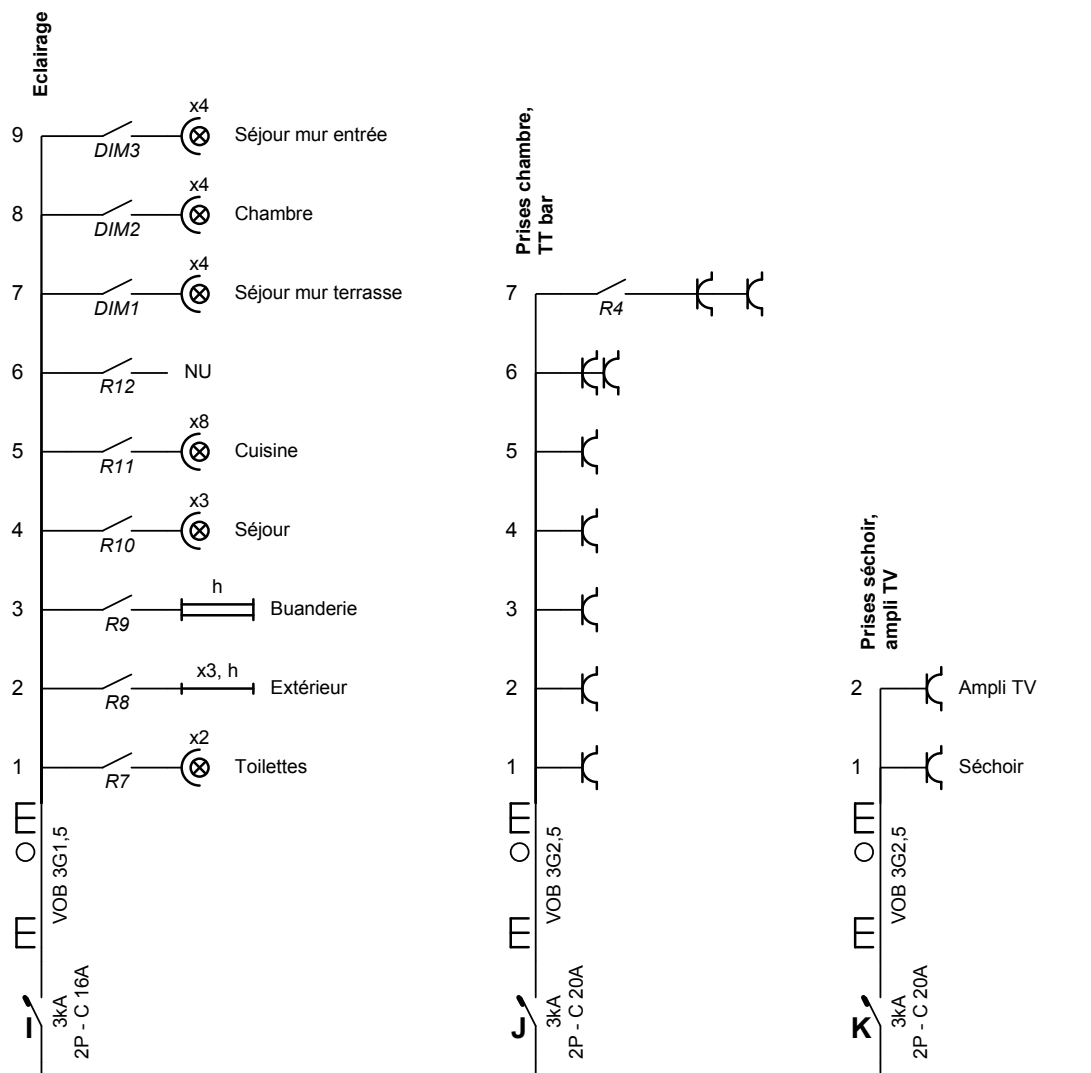 Eclairage
9
DIM3
x4
Séjour mur entrée
8
DIM2
x4
Chambre
7
DIM1
x4
Séjour mur terrasse
6
R12
NU
5
R11
x8
Cuisine
4
R10
x3
Séjour
3
R9
h
Buanderie
2
R8
x3, h
Extérieur
1
R7
x2
Toilettes
VOB 3G1,5
I
3kA
2P - C 16A
Prises chambre,
TT bar
7
R4
6
5
4
3
2
1
VOB 3G2,5
J
3kA
2P - C 20A
Prises séchoir,
ampli TV
2
Ampli TV
1
Séchoir
VOB 3G2,5
K
3kA
2P - C 20A